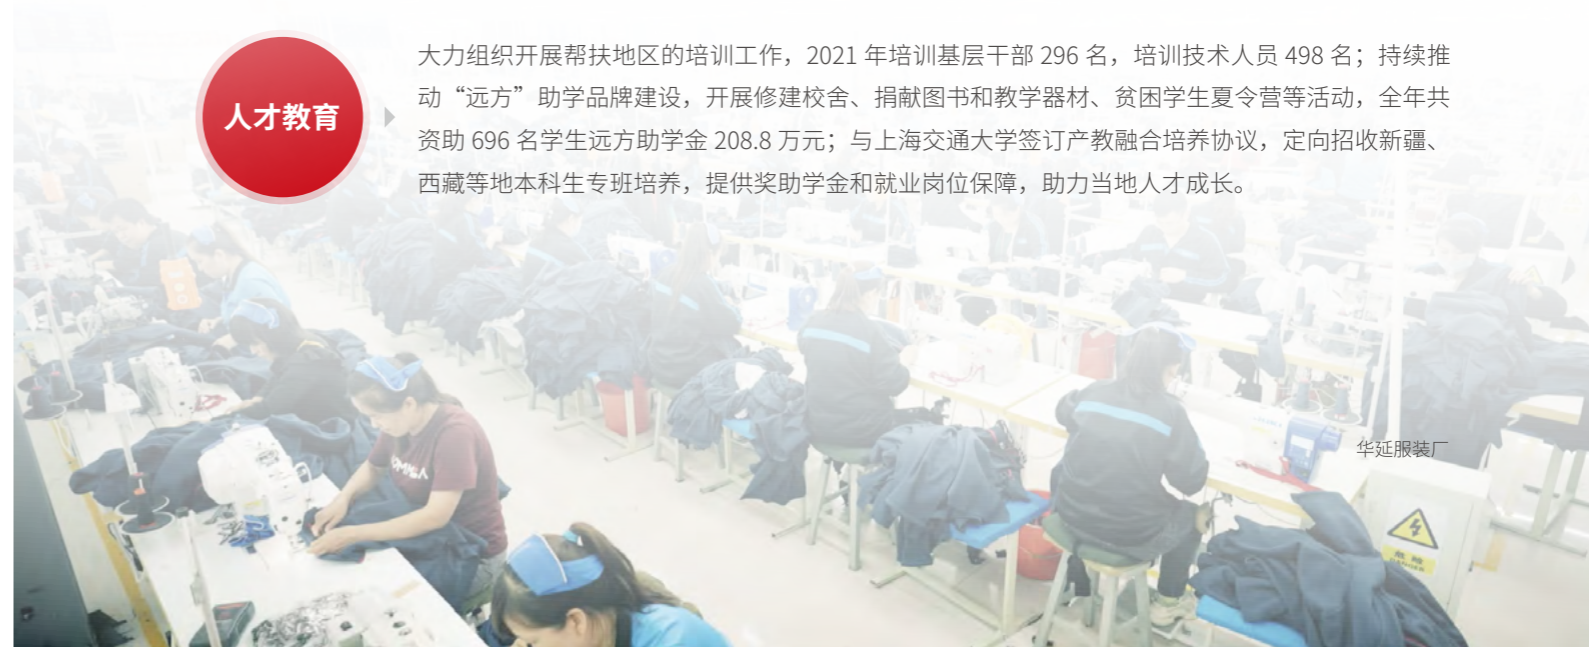 人才教育
大力组织开展帮扶地区的培训工作，2021 年培训基层干部 296 名，培训技术人员 498 名；持续推
动“远方”助学品牌建设，开展修建校舍、捐献图书和教学器材、贫困学生夏令营等活动，全年共
资助 696 名学生远方助学金 208.8 万元；与上海交通大学签订产教融合培养协议，定向招收新疆、
西藏等地本科生专班培养，提供奖助学金和就业岗位保障，助力当地人才成长。
华延服装厂
危 险